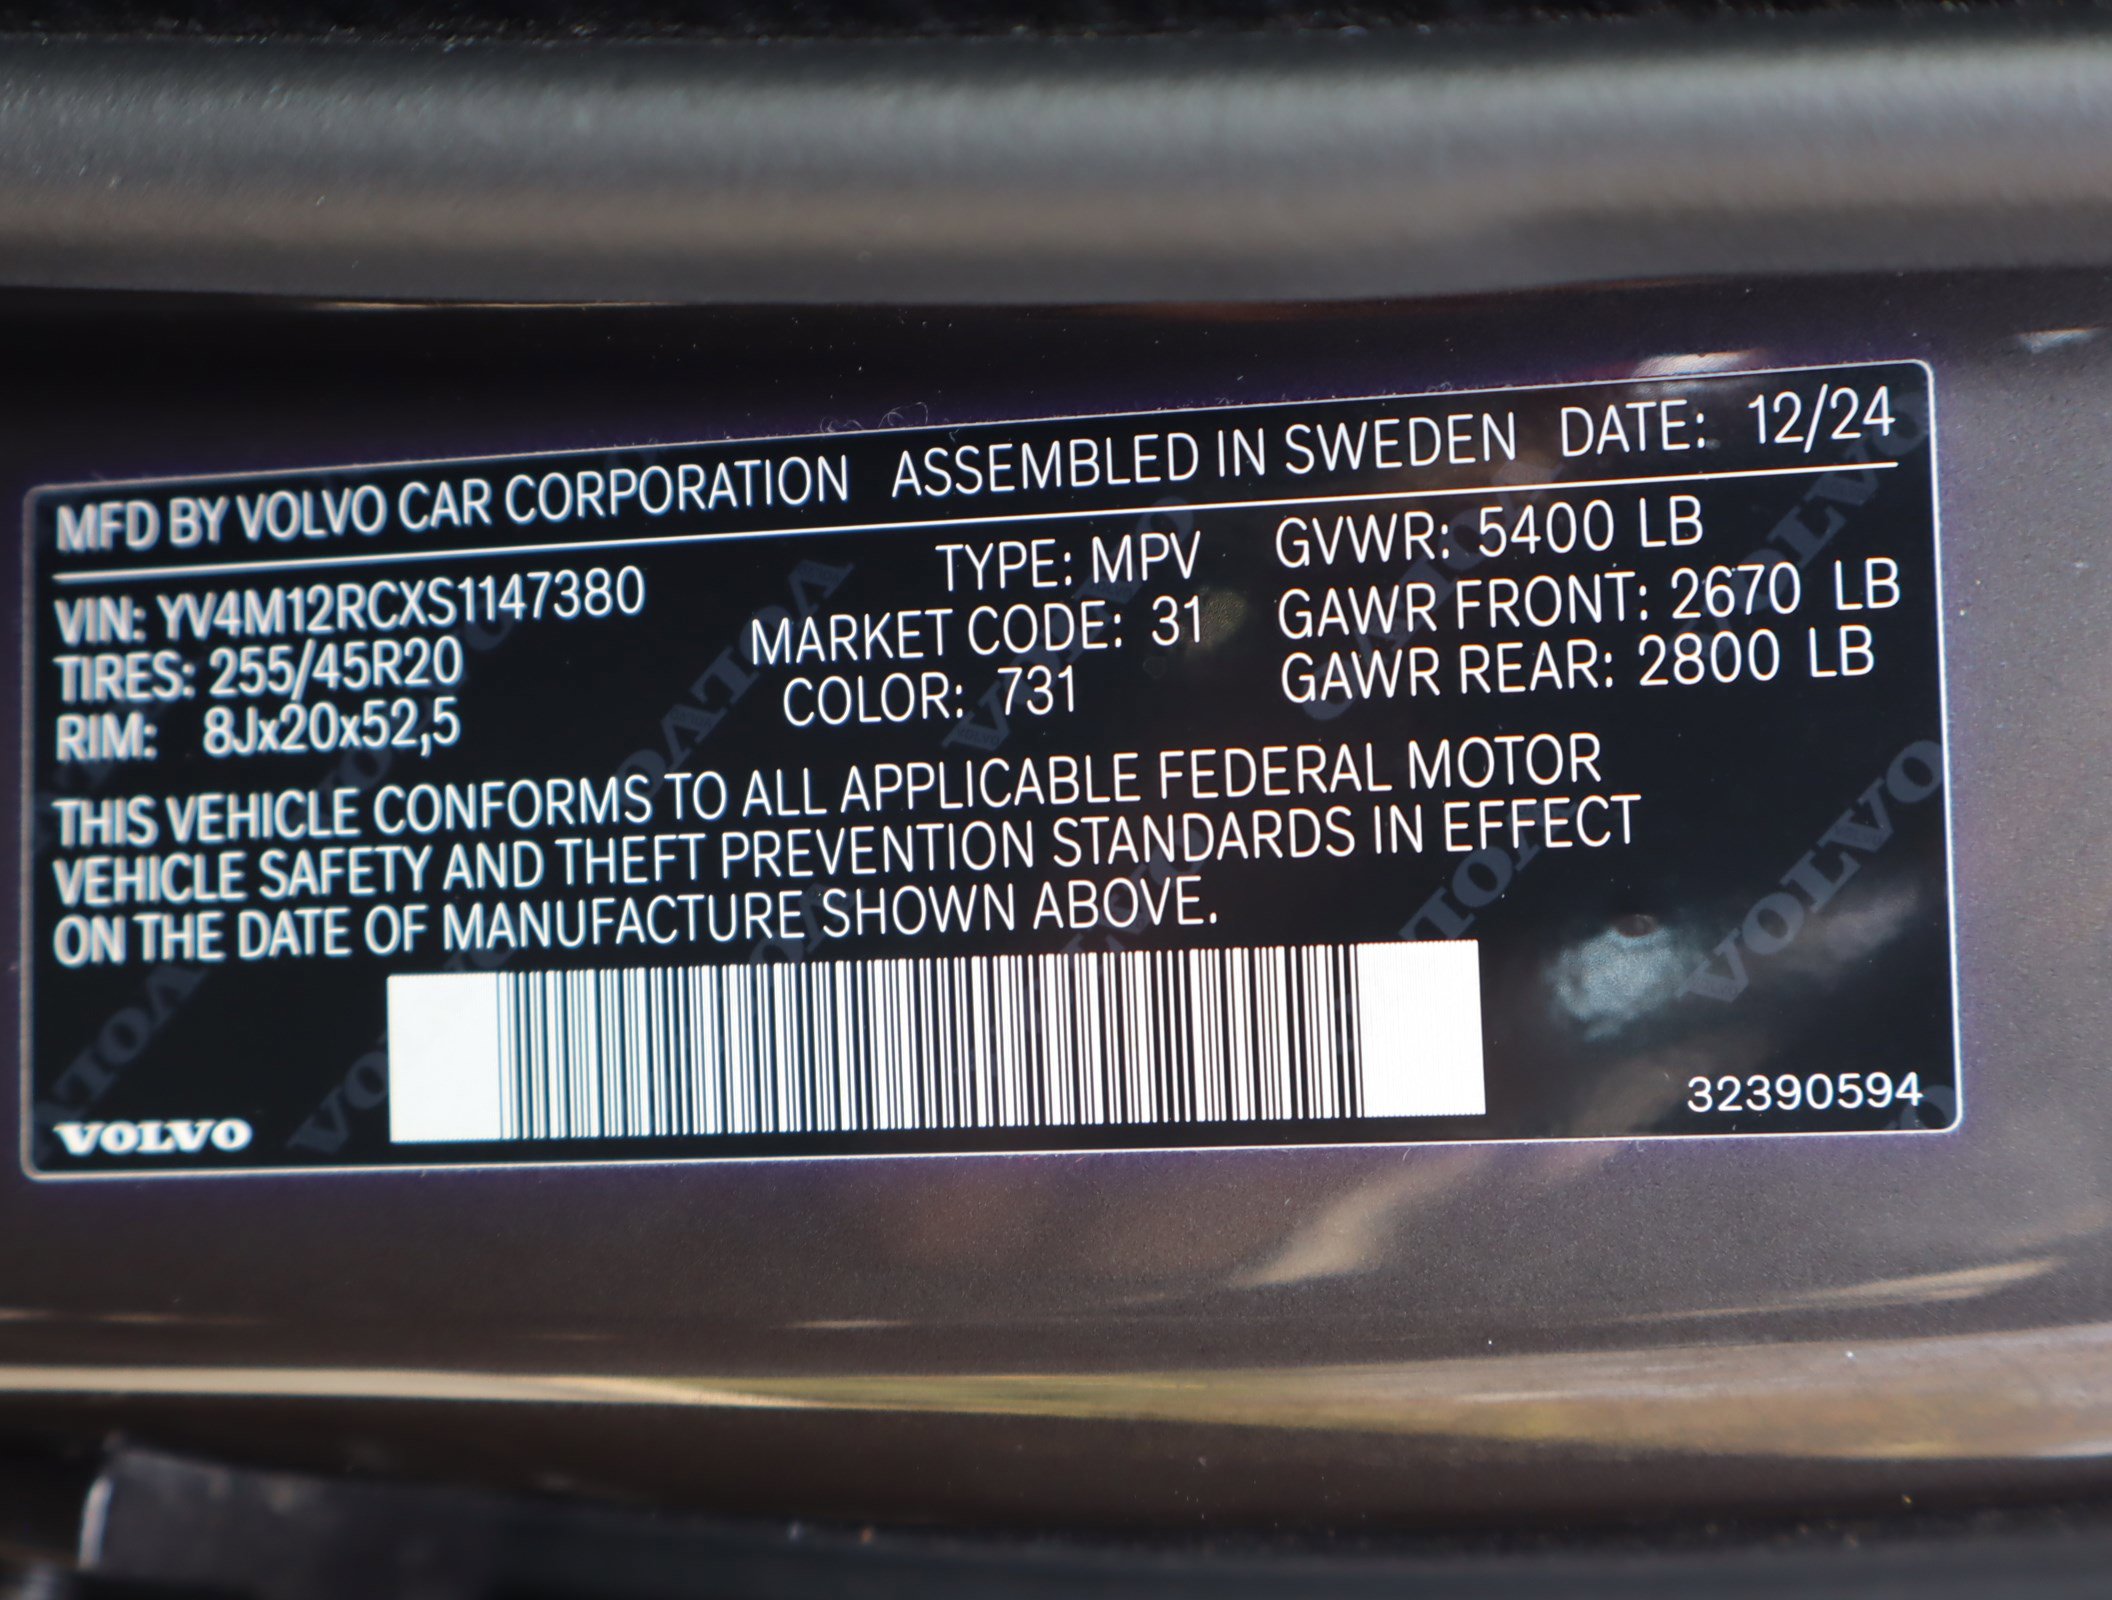 MFD BY VOLVO CAR CORPORATION ASSEMBLED IN SWEDEN DATE: 12/24
VIN: YV4M12RCXS1147380
TIRES: 255/45R20
RIM: 8Jx20x52,5
TYPE: MPV
MARKET CODE: 31
COLOR: 731
GVWR: 5400 LB
GAWR FRONT: 2670 LB
GAWR REAR: 2800 LB
THIS VEHICLE CONFORMS TO ALL APPLICABLE FEDERAL MOTOR
VEHICLE SAFETY AND THEFT PREVENTION STANDARDS IN EFFECT
ON THE DATE OF MANUFACTURE SHOWN ABOVE.
VOLVO
32390594